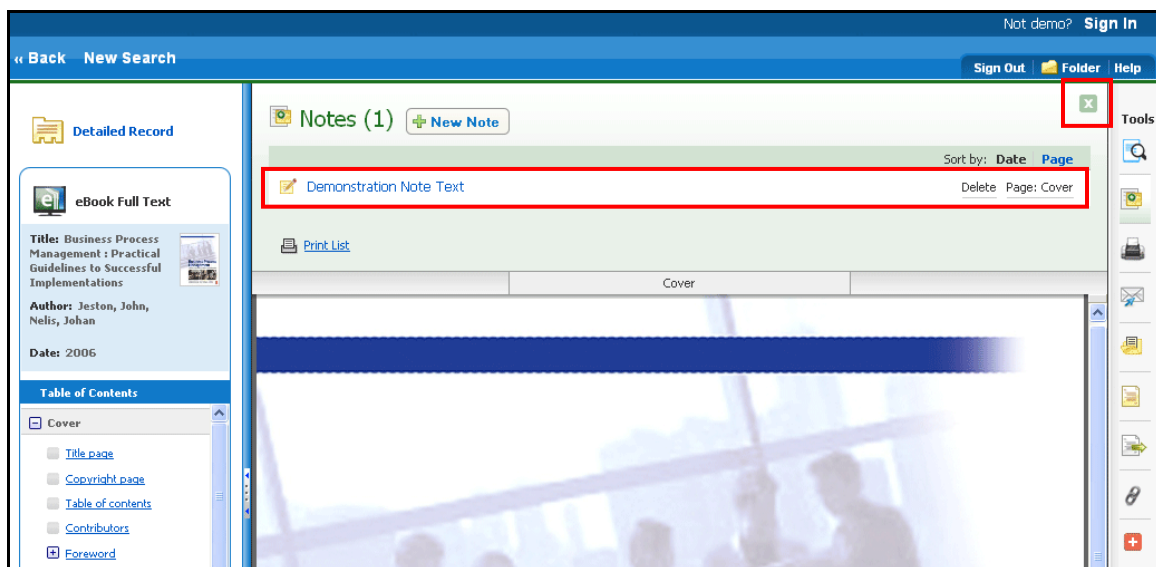 Not demo? Sign In
‹‹ Back New Search
Sign Out Folder Help
Detailed Record
eBook Full Text
Title: Business Process
Management : Practical
Guidelines to Successful
Implementations
Author: Jeston, John,
Nelis, Johan
Date: 2006
Table of Contents
Cover
Title page
Copyright page
Table of contents
Contributors
Foreword
Notes (1) New Note
Sort by: Date Page
Demonstration Note Text Delete Page: Cover
Print List
Cover
Tools